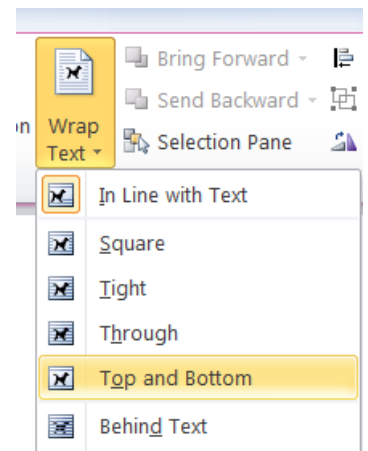 Bring Forward
Send Backward
on Wrap Text Selection Pane
In Line with Text
Square
Tight
Through
Top and Bottom
Behind Text